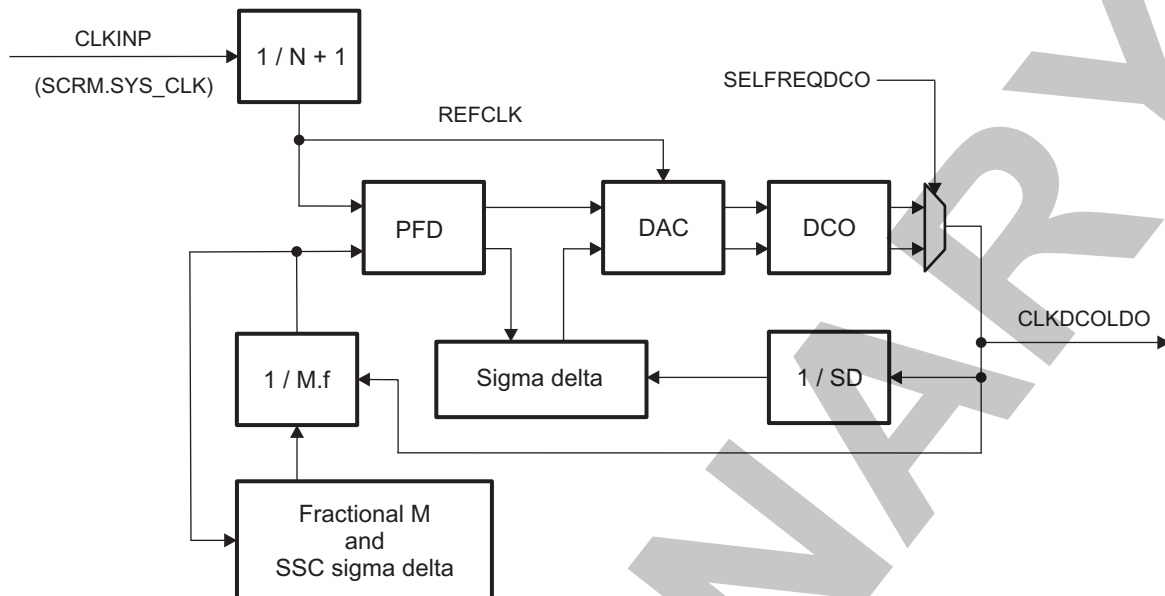 CLKINP
1 / N + 1
(SCRM.SYS_CLK)
SELFREQDCO
REFCLK
PFD
DAC
DCO
CLKDCOLDO
1 / M.f
Sigma delta
1 / SD
Fractional M
and
SSC sigma delta
NARY